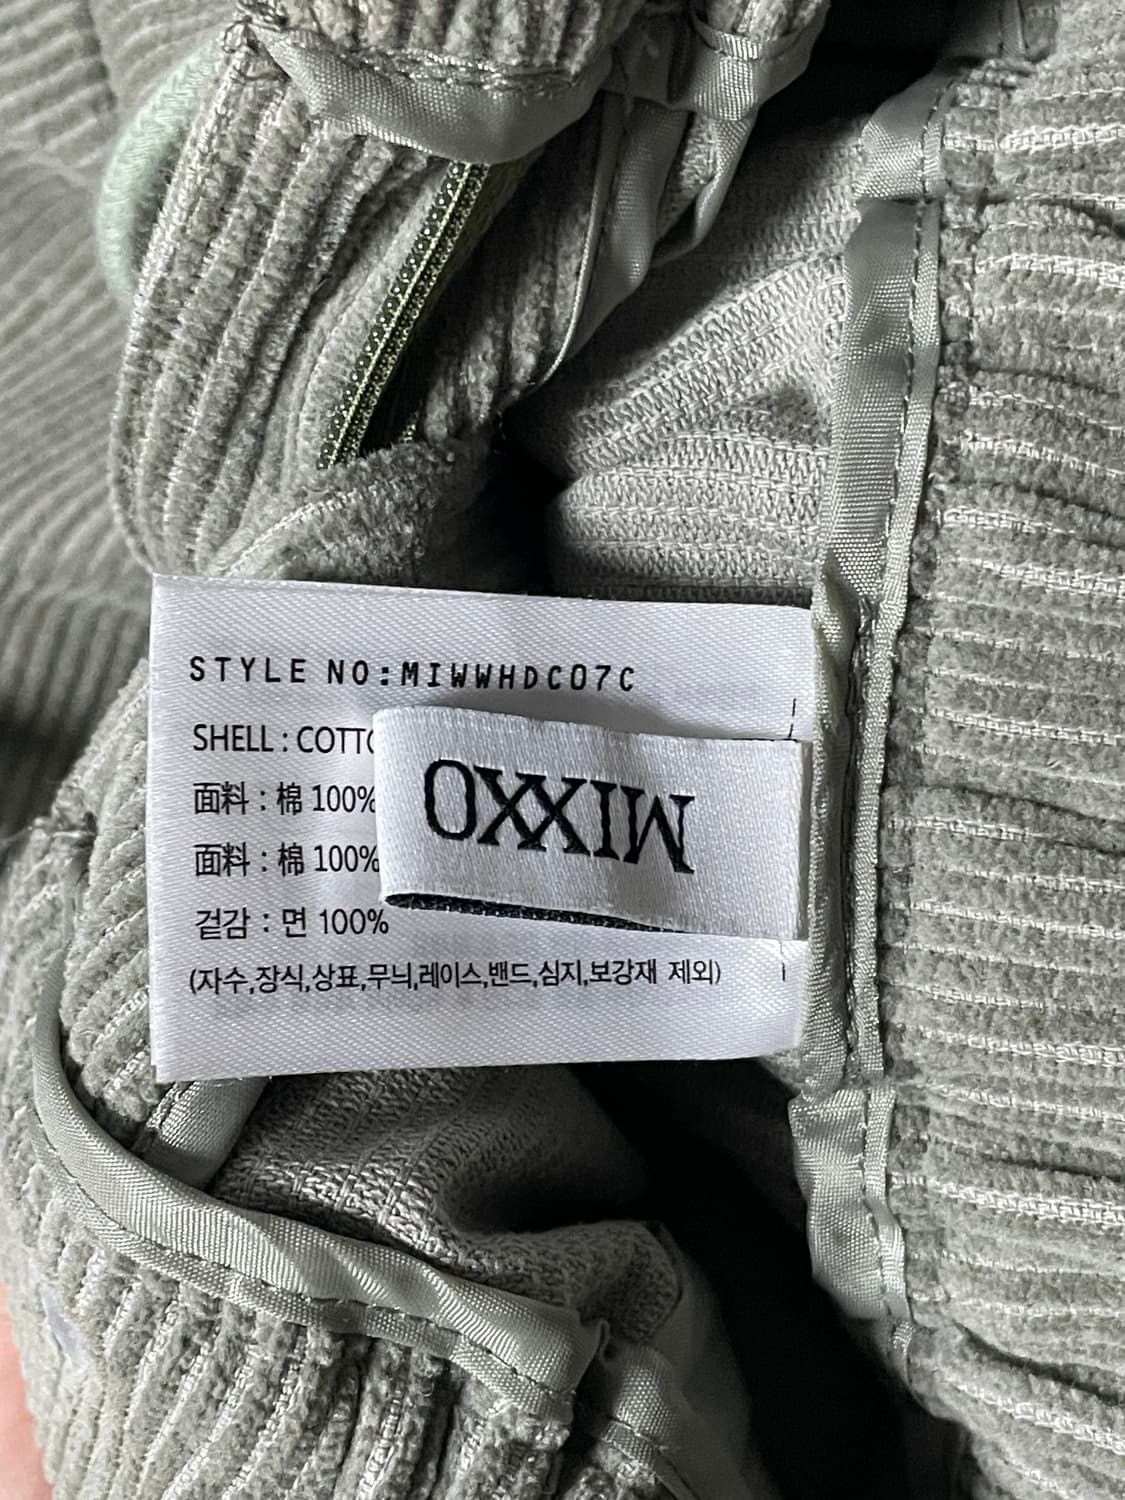 STYLE NO:MIWWHDC07C
SHELL : COTTO
面料 : 棉 100%
面料 : 棉 100%
겉감 : 면 100%
(자수,장식,상표,무늬,레이스,밴드,심지,보강재 제외)
MIXXO